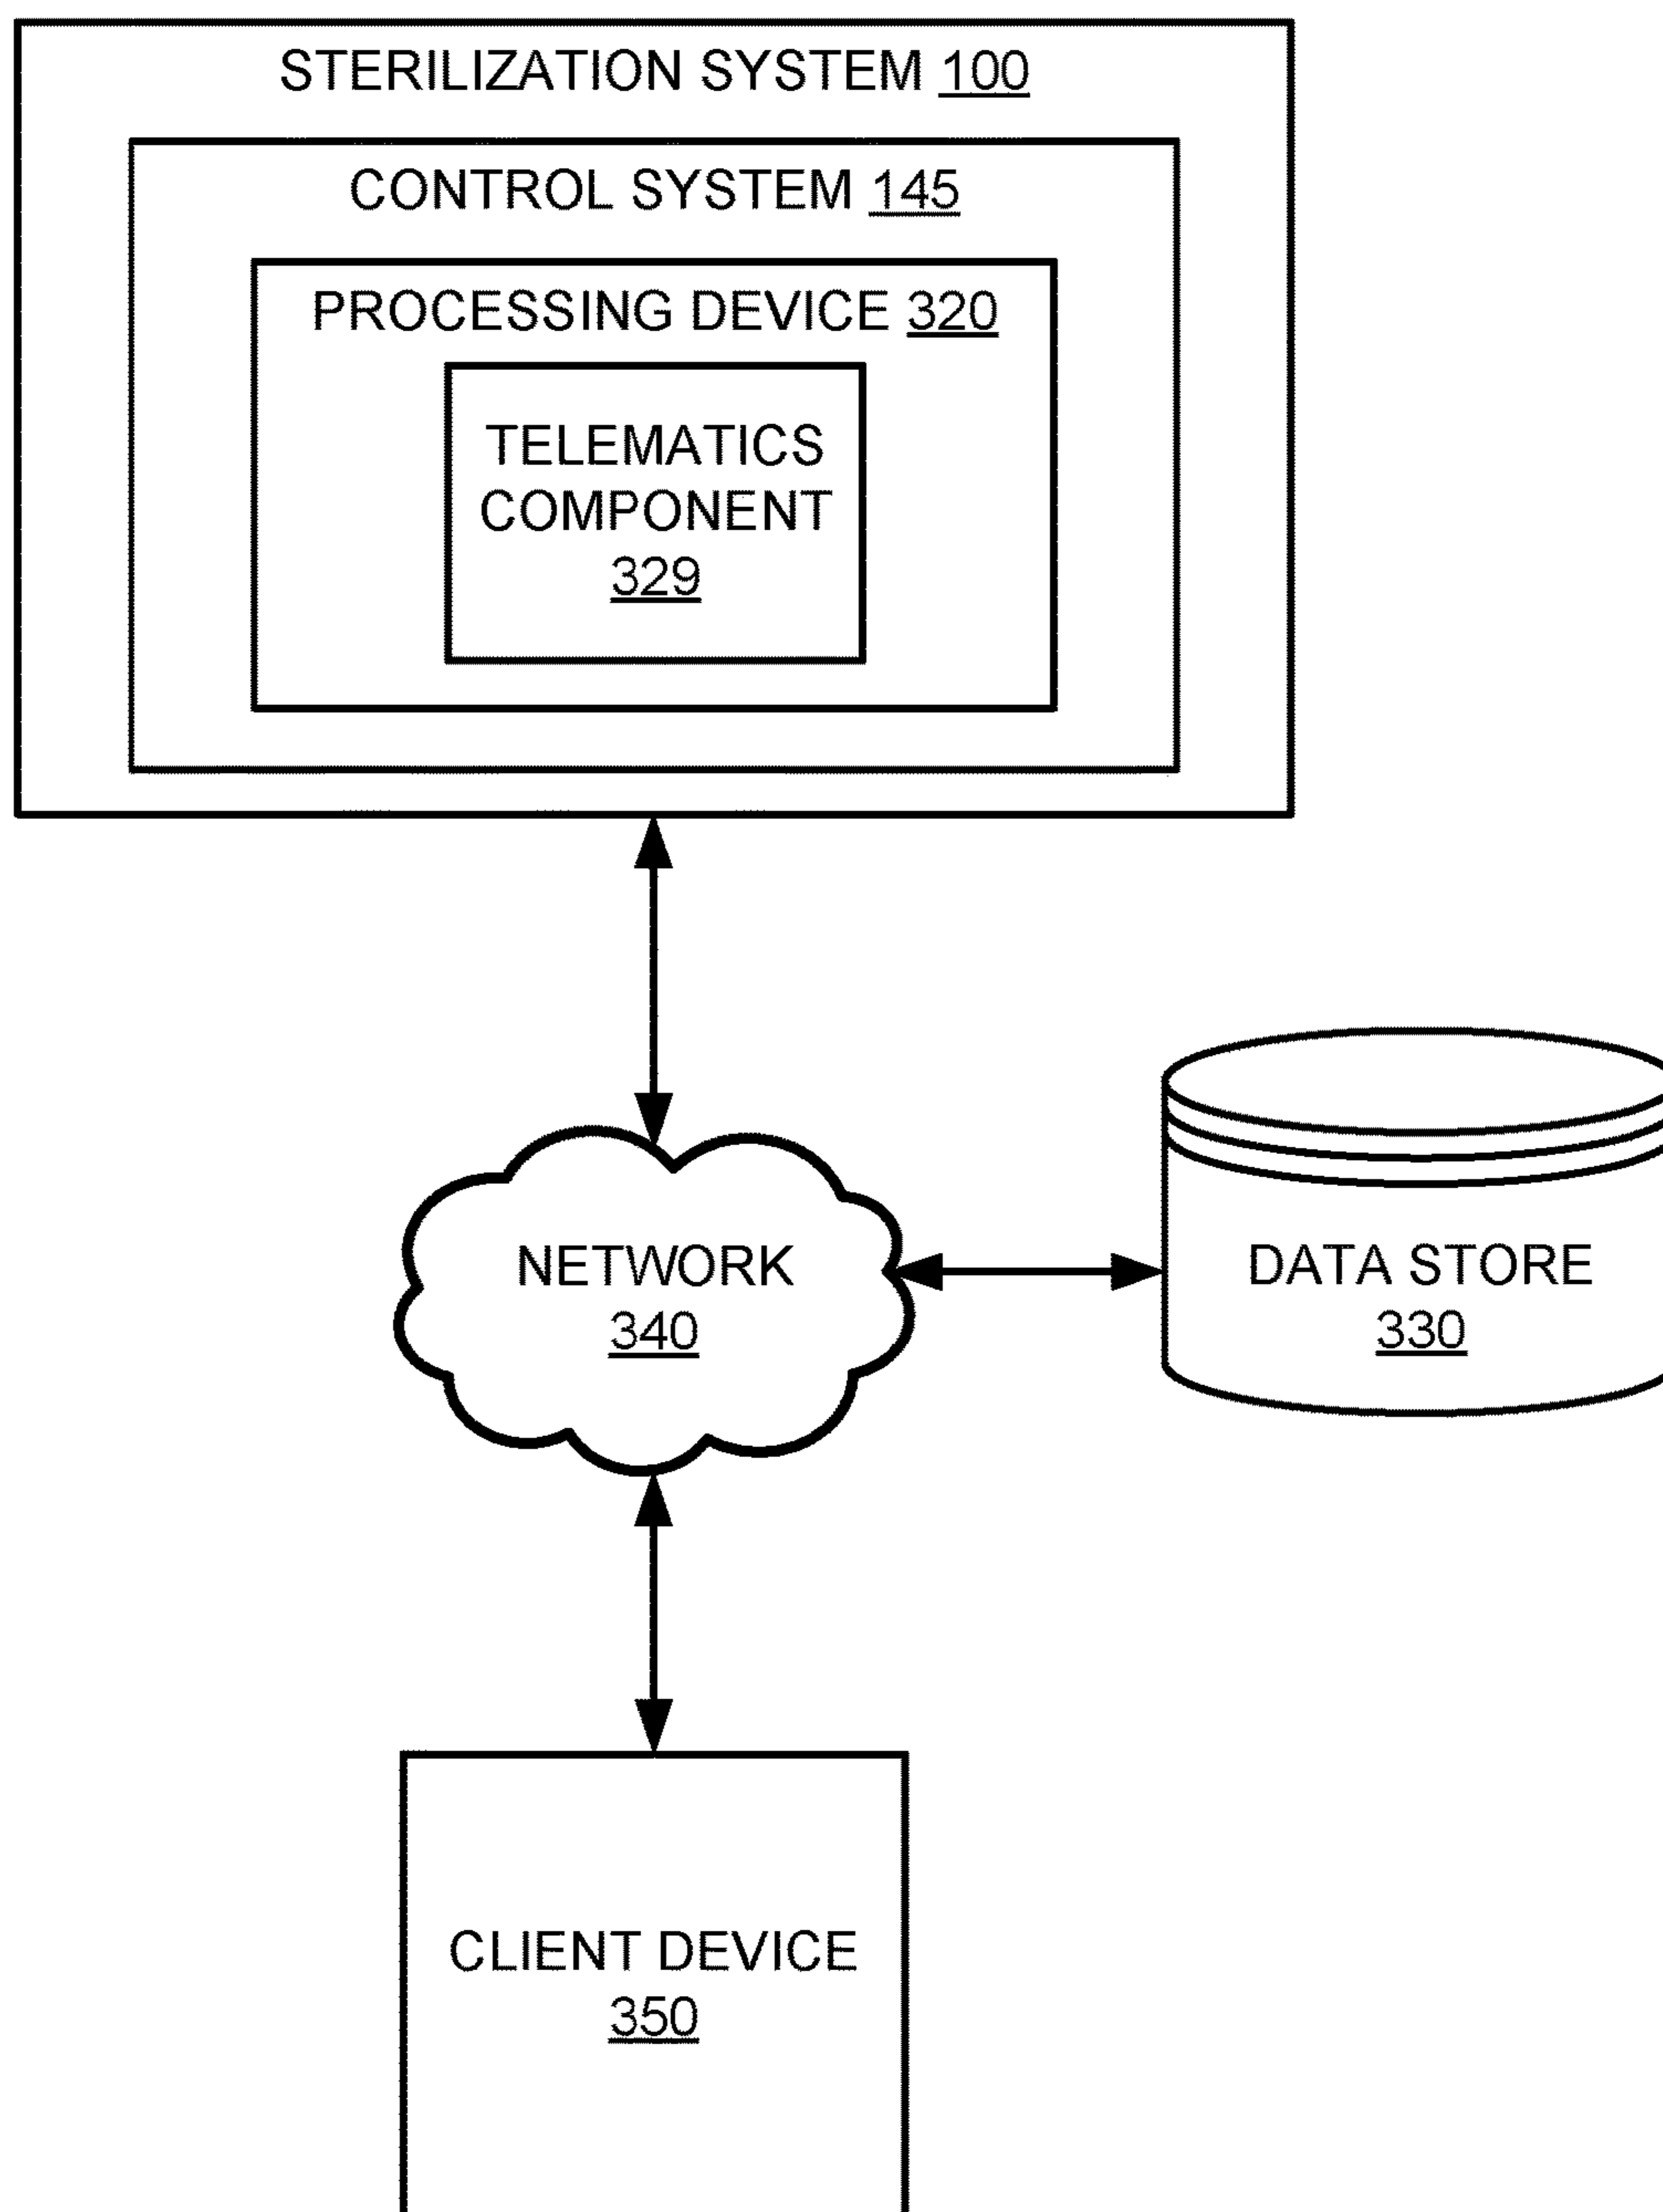 STERILIZATION SYSTEM 100
CONTROL SYSTEM 145
PROCESSING DEVICE 320
TELEMATICS
COMPONENT
329
NETWORK
340
DATA STORE
330
CLIENT DEVICE
350